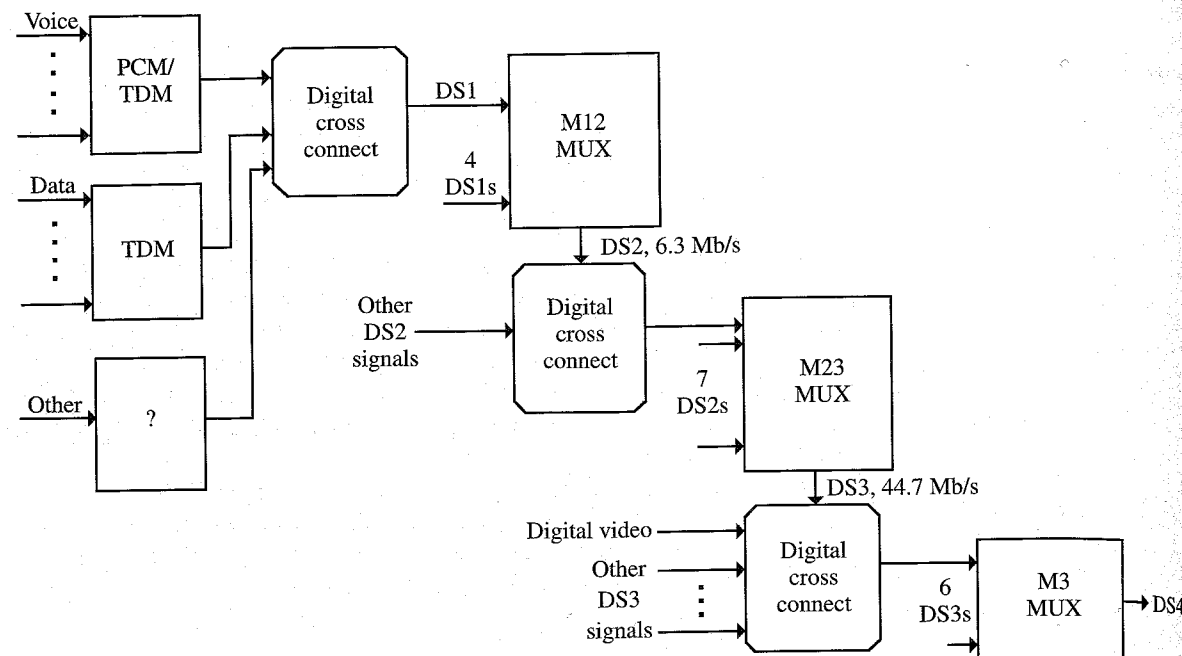 Voice
PCM/
TDM
Digital
cross
connect
DS1
M12
MUX
4
DS1s
Data
TDM
DS2, 6.3 Mb/s
Other
DS2
signals
Digital
cross
connect
7
DS2s
M23
MUX
Other
?
DS3, 44.7 Mb/s
Digital video
Other
DS3
signals
Digital
cross
connect
6
DS3s
M3
MUX
DS4